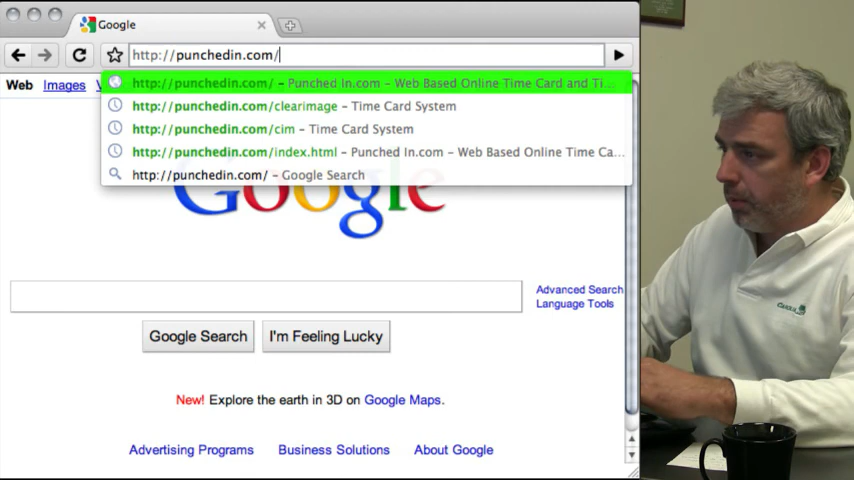 Google
http://punchedin.com/
http://punchedin.com/ – Punched In.com – Web Based Online Time Card and Ti...
Web Images
http://punchedin.com/clearimage – Time Card System
http://punchedin.com/cim – Time Card System
http://punchedin.com/index.html – Punched In.com – Web Based Online Time Ca...
http://punchedin.com/ – Google Search
Google
Advanced Search
Language Tools
Google Search I'm Feeling Lucky
New! Explore the earth in 3D on Google Maps.
Advertising Programs Business Solutions About Google